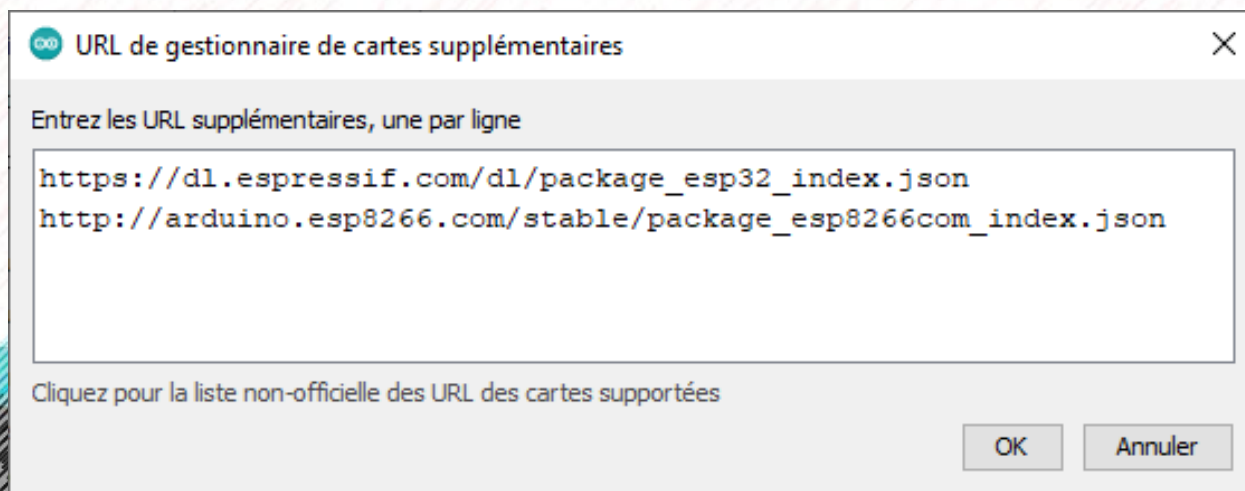 URL de gestionnaire de cartes supplémentaires
Entrez les URL supplémentaires, une par ligne
https://dl.espressif.com/dl/package_esp32_index.json
http://arduino.esp8266.com/stable/package_esp8266com_index.json
Cliquez pour la liste non-officielle des URL des cartes supportées
OK Annuler